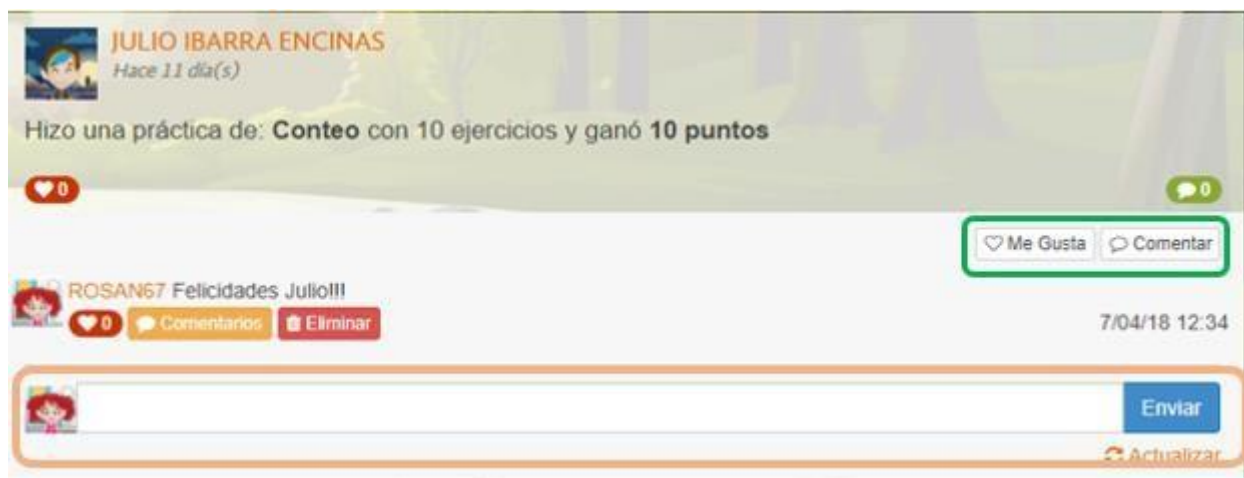 JULIO IBARRA ENCINAS
Hace 11 día(s)
Hizo una práctica de: Conteo con 10 ejercicios y ganó 10 puntos
0
0
Me Gusta Comentar
ROSAN67 Felicidades Julio!!!
0 Comentarios Eliminar 7/04/18 12:34
Enviar
Actualizar